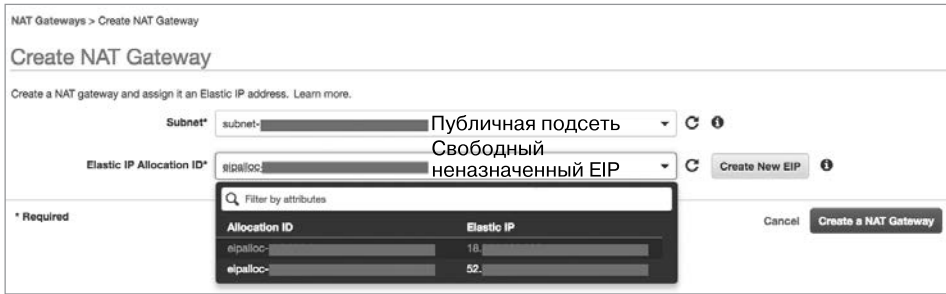 NAT Gateways > Create NAT Gateway
Create NAT Gateway
Create a NAT gateway and assign it an Elastic IP address. Learn more.
Subnet* subnet- Публичная подсеть
Elastic IP Allocation ID* eipalloc- Свободный
неназначенный EIP Create New EIP
Filter by attributes
Allocation ID Elastic IP
eipalloc- 18.
eipalloc- 52.
* Required Cancel Create a NAT Gateway